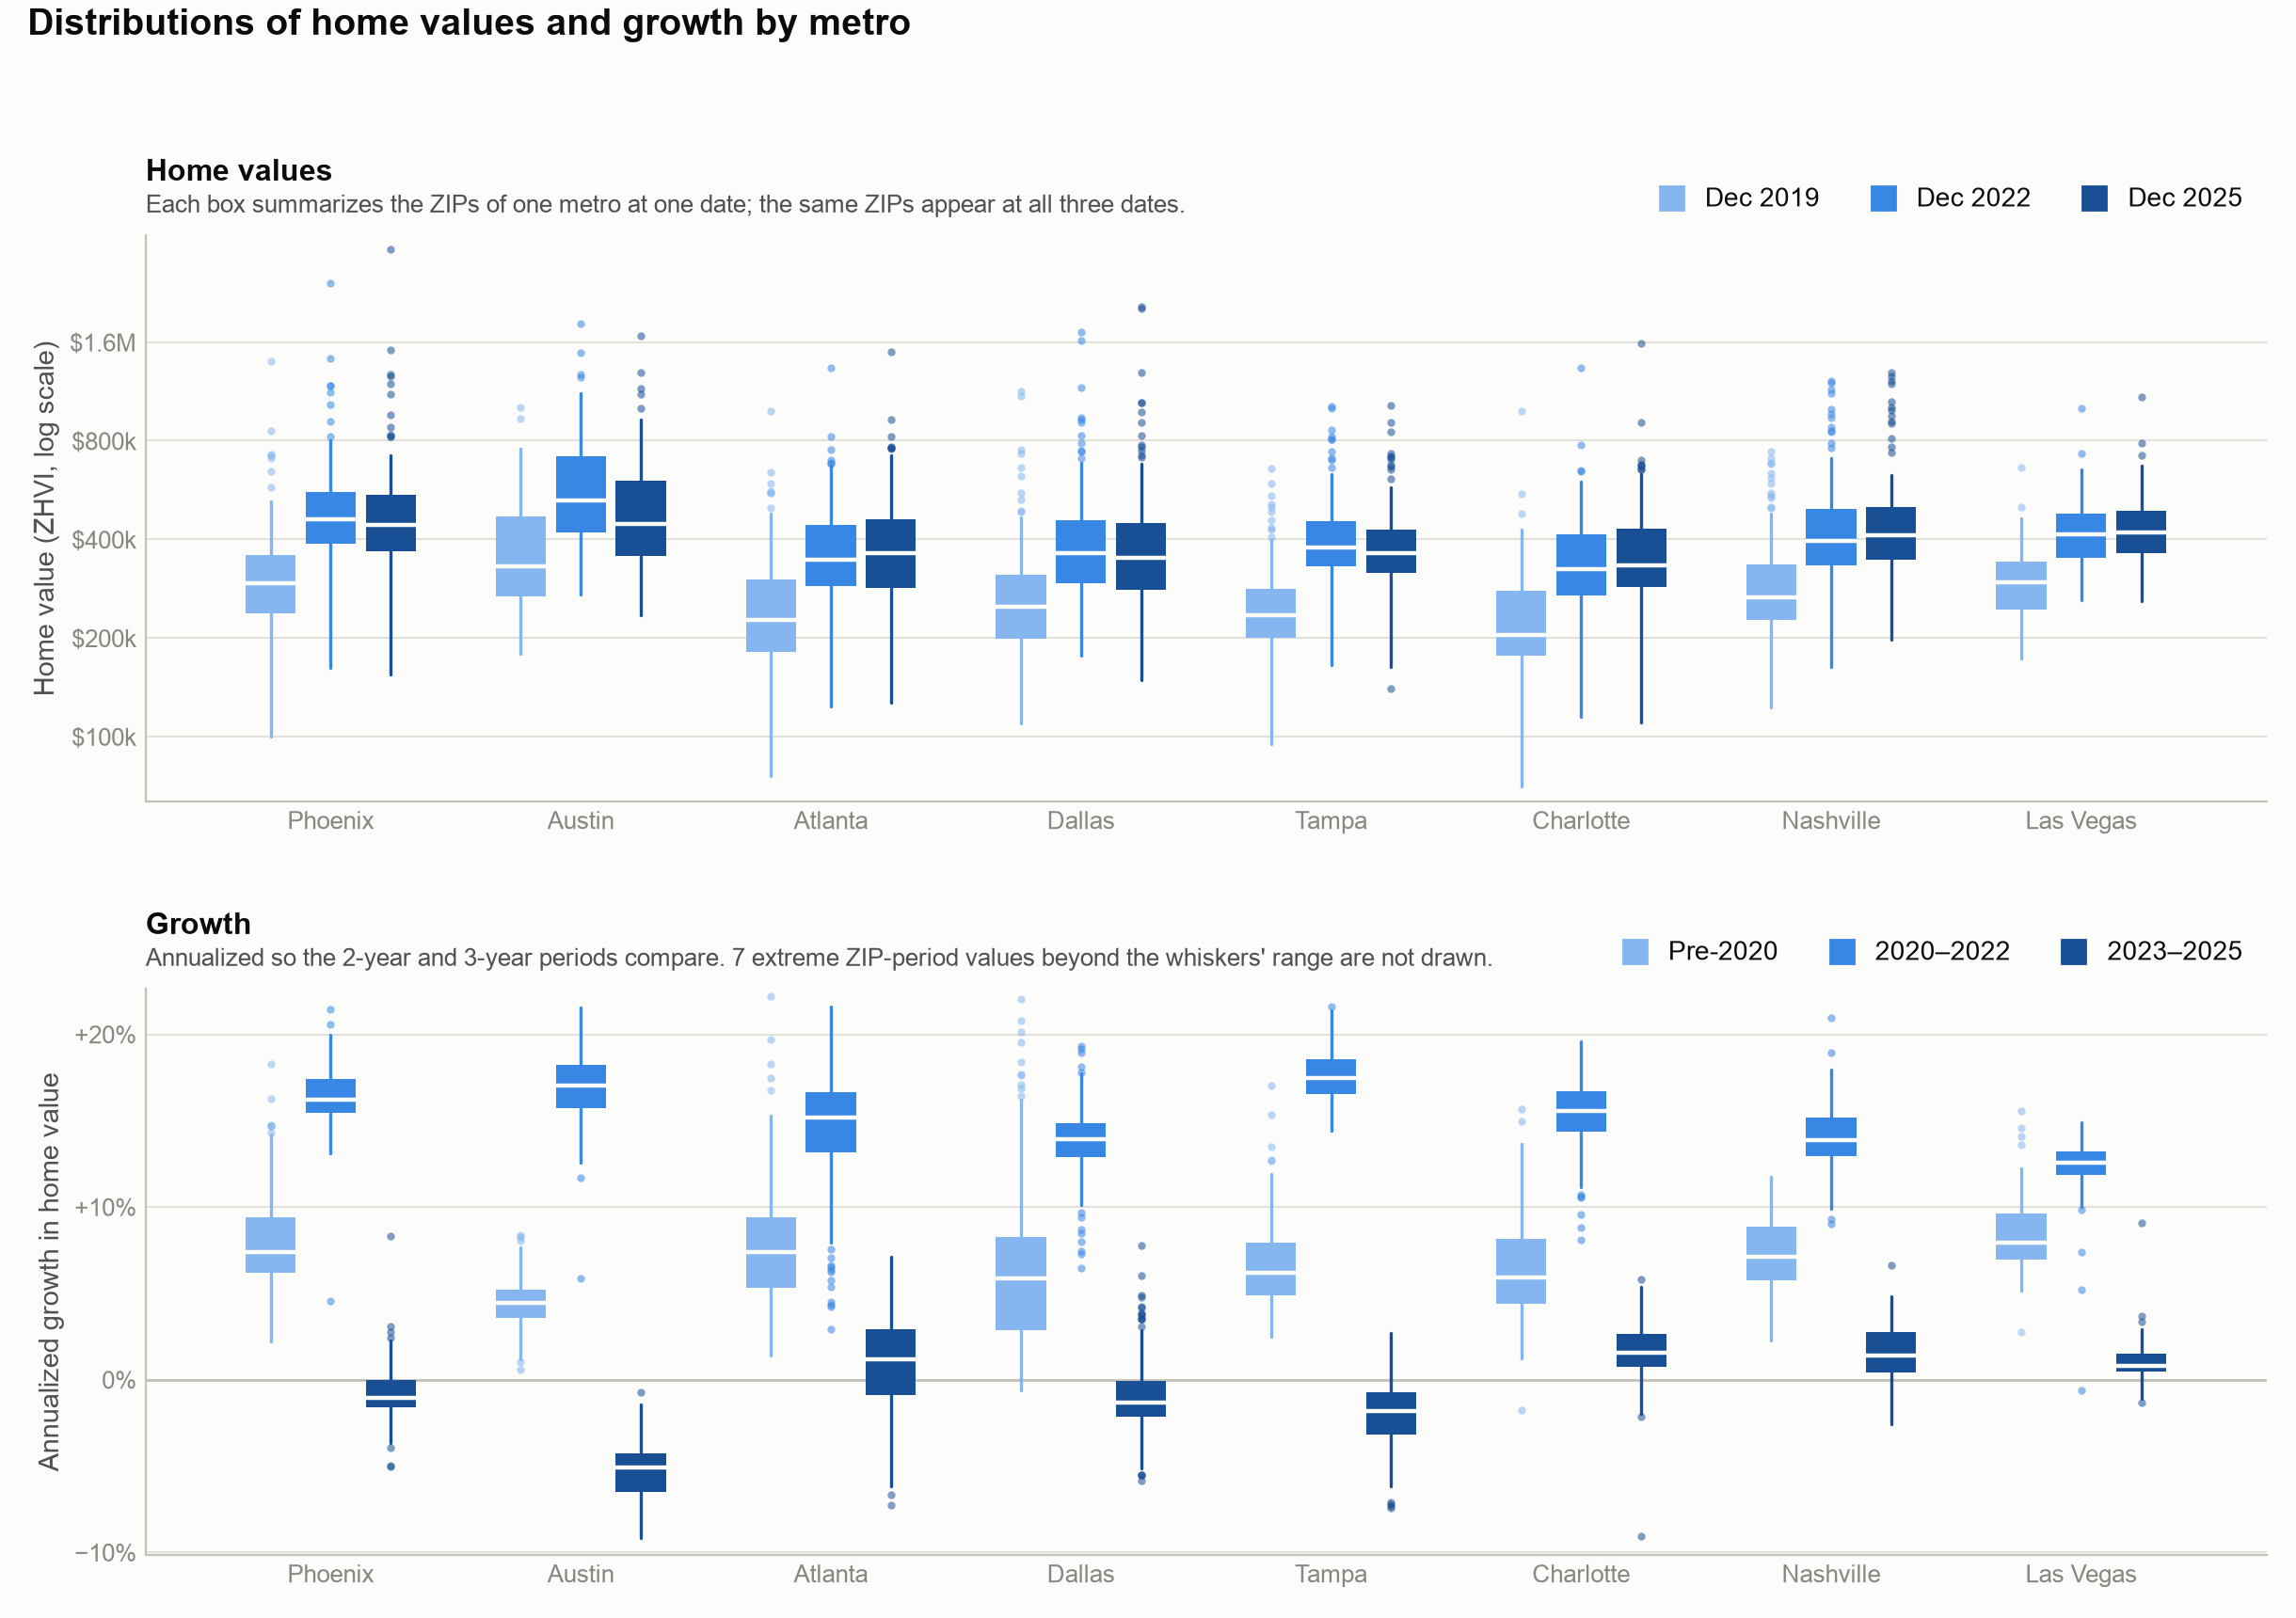 Distributions of home values and growth by metro
Home values
Each box summarizes the ZIPs of one metro at one date; the same ZIPs appear at all three dates.
Dec 2019
Dec 2022
Dec 2025
Home value (ZHVI, log scale)
$1.6M
$800k
$400k
$200k
$100k
Phoenix
Austin
Atlanta
Dallas
Tampa
Charlotte
Nashville
Las Vegas
Growth
Annualized so the 2-year and 3-year periods compare. 7 extreme ZIP-period values beyond the whiskers' range are not drawn.
Pre-2020
2020–2022
2023–2025
Annualized growth in home value
+20%
+10%
0%
−10%
Phoenix
Austin
Atlanta
Dallas
Tampa
Charlotte
Nashville
Las Vegas